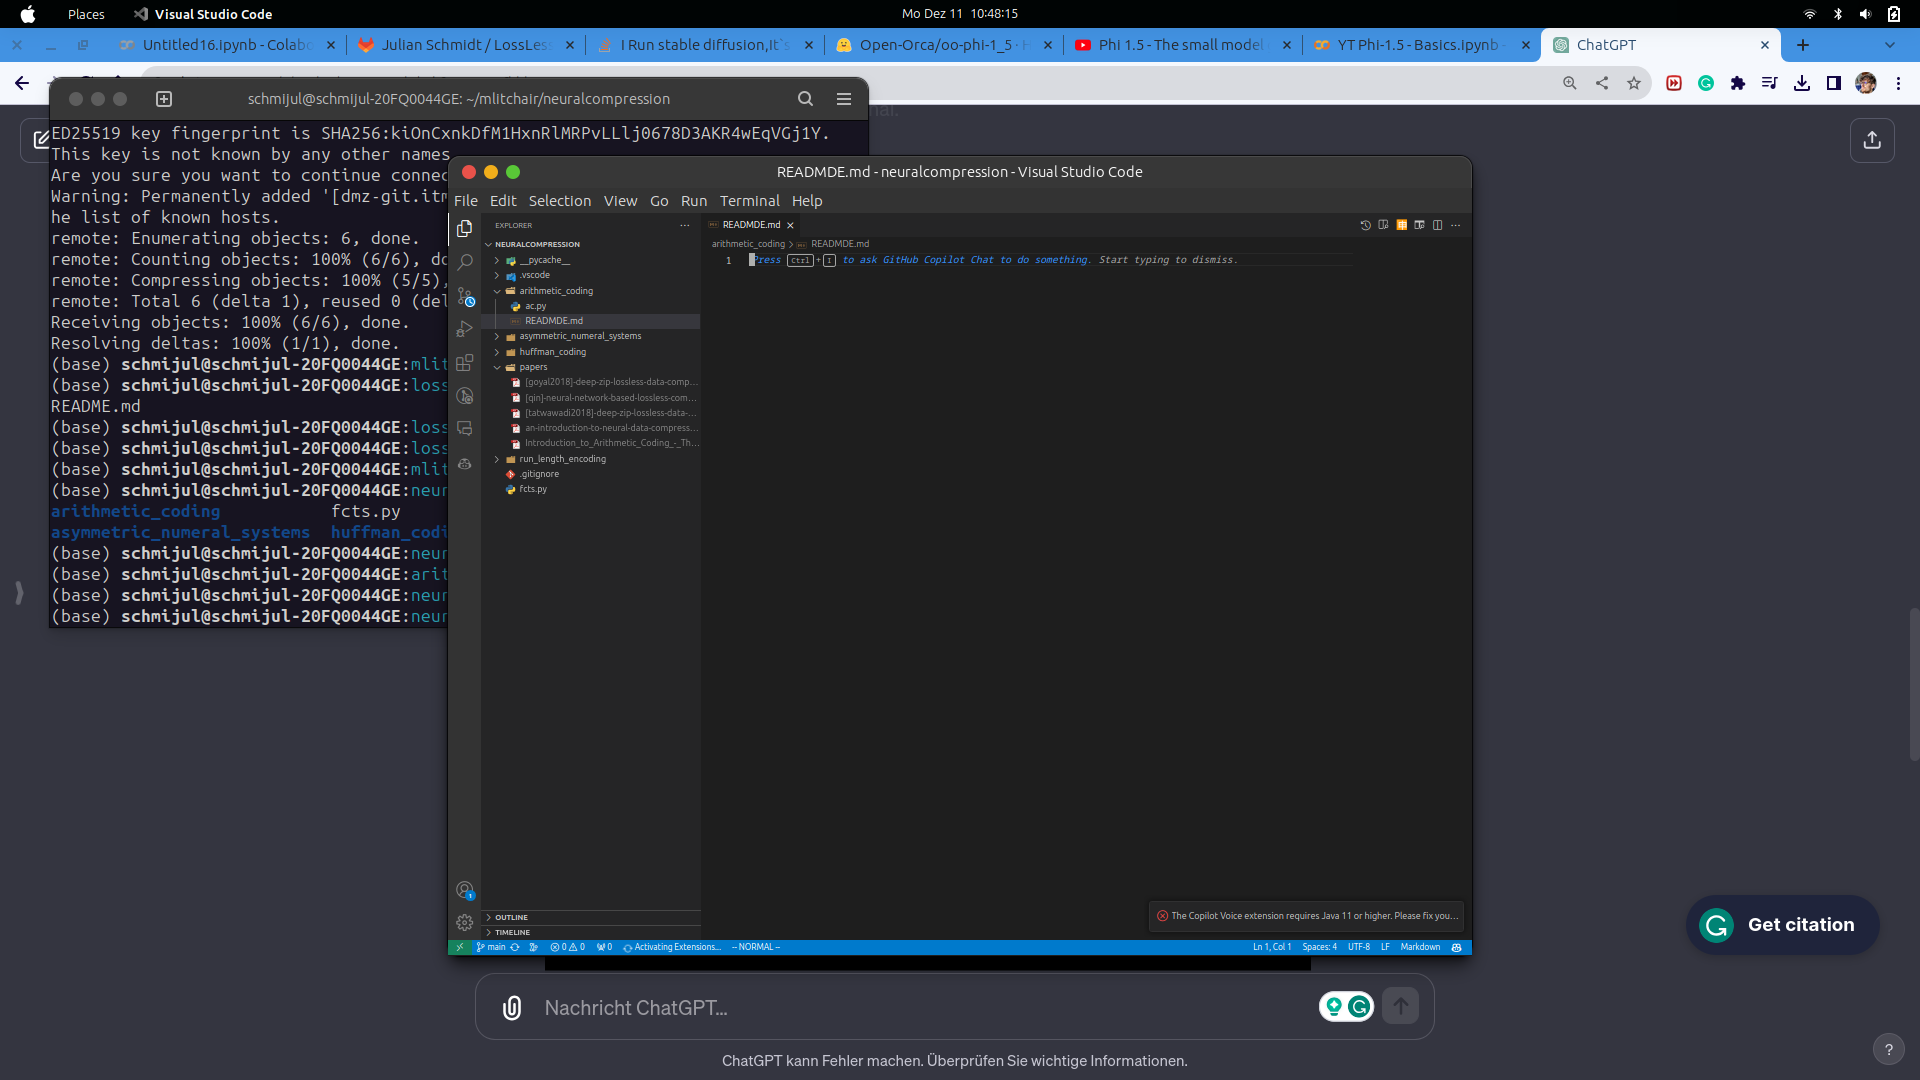 Places
Visual Studio Code
Mo Dez 11 10:48:15
Untitled16.ipynb - Colab
Julian Schmidt / LossLess
I Run stable diffusion,It`s
Open-Orca/oo-phi-1_5 · H
Phi 1.5 - The small model
YT Phi-1.5 - Basics.ipynb -
ChatGPT
schmijul@schmijul-20FQ0044GE: ~/mlitchair/neuralcompression
ED25519 key fingerprint is SHA256:kiOnCxnkDfM1HxnRlMRPvLLlj0678D3AKR4wEqVGj1Y.
This key is not known by any other names
Are you sure you want to continue connec
Warning: Permanently added '[dmz-git.itm
he list of known hosts.
remote: Enumerating objects: 6, done.
remote: Counting objects: 100% (6/6), do
remote: Compressing objects: 100% (5/5),
remote: Total 6 (delta 1), reused 0 (del
Receiving objects: 100% (6/6), done.
Resolving deltas: 100% (1/1), done.
(base) schmijul@schmijul-20FQ0044GE:mlit
(base) schmijul@schmijul-20FQ0044GE:loss
README.md
(base) schmijul@schmijul-20FQ0044GE:loss
(base) schmijul@schmijul-20FQ0044GE:loss
(base) schmijul@schmijul-20FQ0044GE:mlit
(base) schmijul@schmijul-20FQ0044GE:neur
arithmetic_coding fcts.py
asymmetric_numeral_systems huffman_codi
(base) schmijul@schmijul-20FQ0044GE:neur
(base) schmijul@schmijul-20FQ0044GE:arit
(base) schmijul@schmijul-20FQ0044GE:neur
(base) schmijul@schmijul-20FQ0044GE:neur
READMDE.md - neuralcompression - Visual Studio Code
File Edit Selection View Go Run Terminal Help
EXPLORER
NEURALCOMPRESSION
__pycache__
.vscode
arithmetic_coding
ac.py
READMDE.md
asymmetric_numeral_systems
huffman_coding
papers
[goyal2018]-deep-zip-lossless-data-comp...
[qin]-neural-network-based-lossless-com...
[tatwawadi2018]-deep-zip-lossless-data-...
an-introduction-to-neural-data-compress...
Introduction_to_Arithmetic_Coding_-_Th...
run_length_encoding
.gitignore
fcts.py
OUTLINE
TIMELINE
READMDE.md
arithmetic_coding > READMDE.md
1 Press Ctrl + I to ask GitHub Copilot Chat to do something. Start typing to dismiss.
The Copilot Voice extension requires Java 11 or higher. Please fix you...
main 0 0 0 Activating Extensions... -- NORMAL --
Ln 1, Col 1 Spaces: 4 UTF-8 LF Markdown
Get citation
Nachricht ChatGPT...
ChatGPT kann Fehler machen. Überprüfen Sie wichtige Informationen.
?